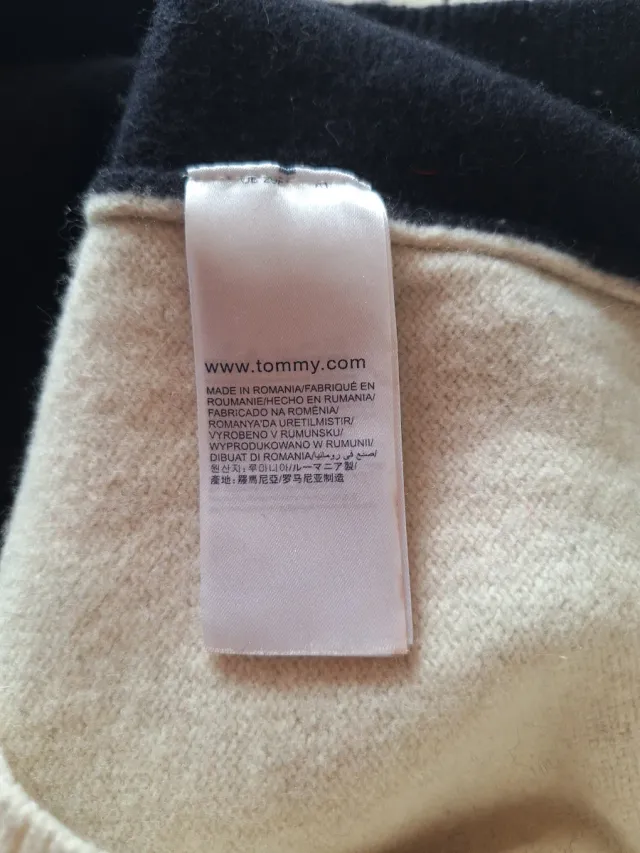 www.tommy.com
MADE IN ROMANIA/FABRIQUÉ EN
ROUMANIE/HECHO EN RUMANIA/
FABRICADO NA ROMÉNIA/
ROMANYA'DA URETILMISTIR/
VYROBENO V RUMUNSKU/
WYPRODUKOWANO W RUMUNII/
DIBUAT DI ROMANIA/صنع في رومانيا/
원산지:루마니아/ルーマニア製/
產地:羅馬尼亞/罗马尼亚制造